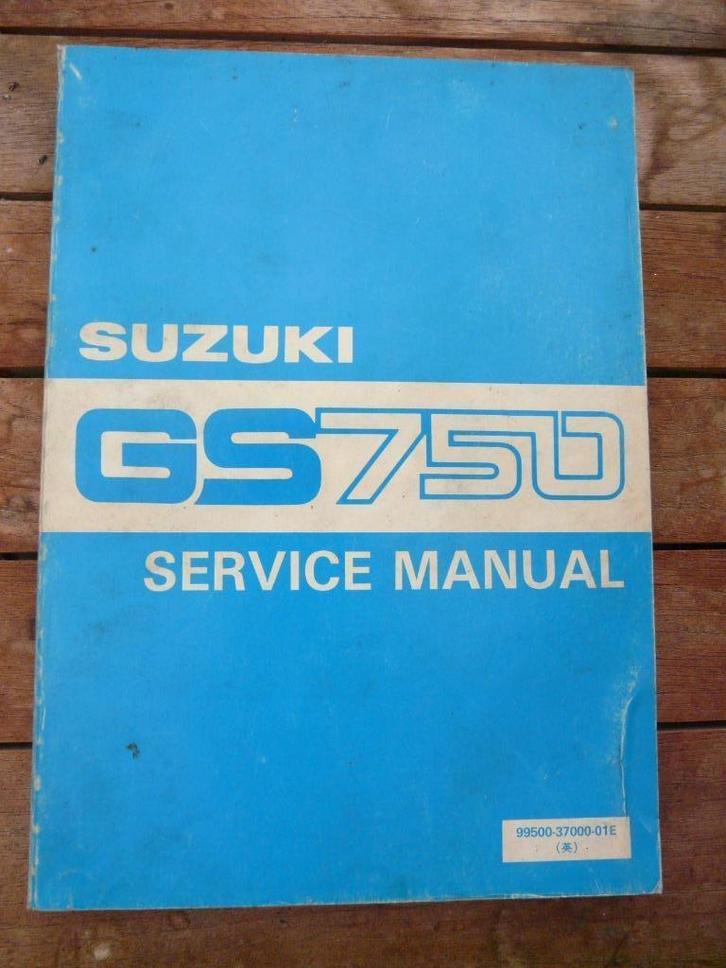 SUZUKI
GS750
SERVICE MANUAL
99500-37000-01E
(英)